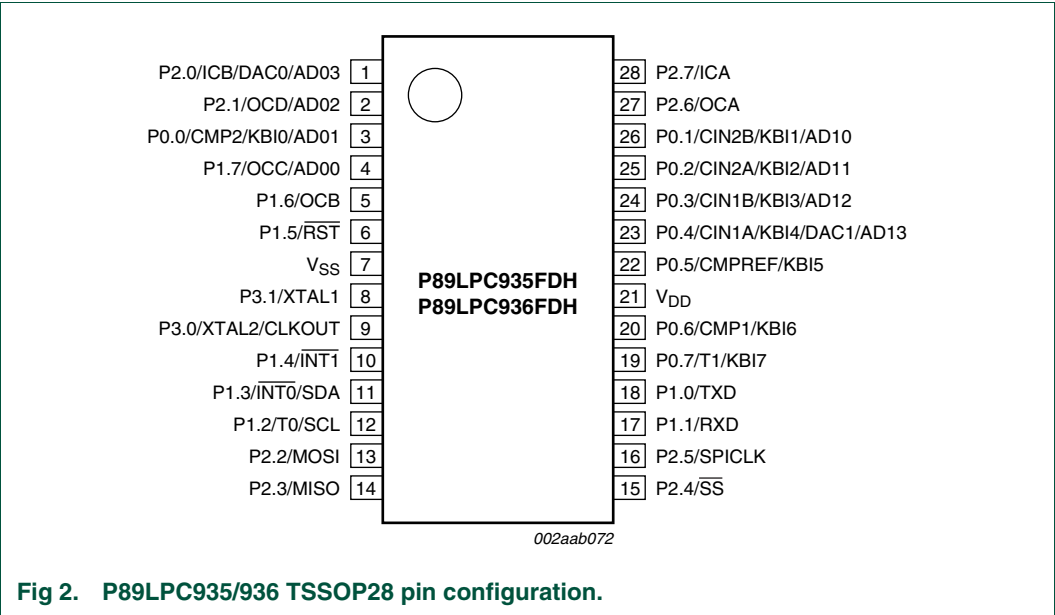 P2.0/ICB/DAC0/AD03 1
P2.1/OCD/AD02 2
P0.0/CMP2/KBI0/AD01 3
P1.7/OCC/AD00 4
P1.6/OCB 5
P1.5/R̅S̅T̅ 6
VSS 7
P3.1/XTAL1 8
P3.0/XTAL2/CLKOUT 9
P1.4/I̅N̅T̅1̅ 10
P1.3/I̅N̅T̅0̅/SDA 11
P1.2/T0/SCL 12
P2.2/MOSI 13
P2.3/MISO 14
P89LPC935FDH
P89LPC936FDH
28 P2.7/ICA
27 P2.6/OCA
26 P0.1/CIN2B/KBI1/AD10
25 P0.2/CIN2A/KBI2/AD11
24 P0.3/CIN1B/KBI3/AD12
23 P0.4/CIN1A/KBI4/DAC1/AD13
22 P0.5/CMPREF/KBI5
21 VDD
20 P0.6/CMP1/KBI6
19 P0.7/T1/KBI7
18 P1.0/TXD
17 P1.1/RXD
16 P2.5/SPICLK
15 P2.4/S̅S̅
002aab072
Fig 2. P89LPC935/936 TSSOP28 pin configuration.